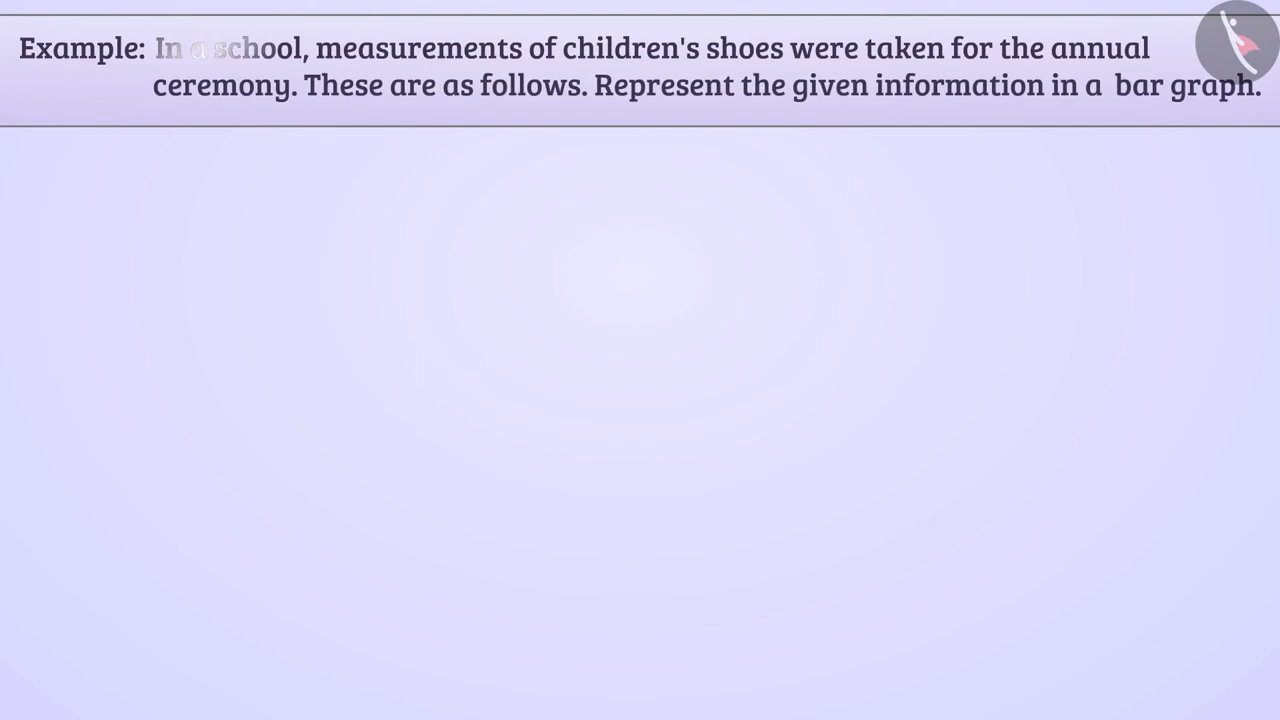 Example: In a school, measurements of children's shoes were taken for the annual
ceremony. These are as follows. Represent the given information in a bar graph.